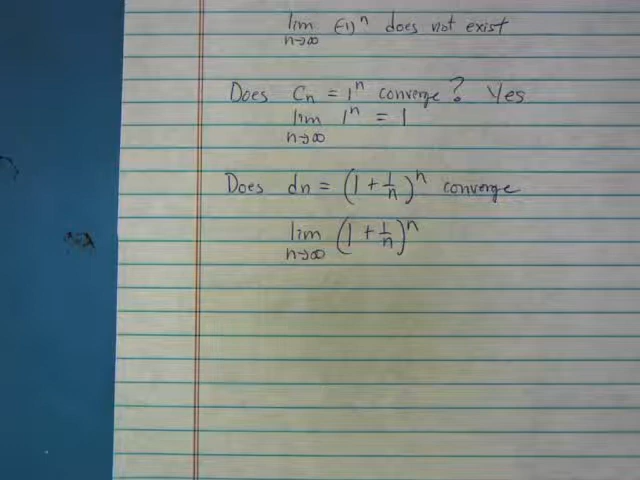 lim (-1)^n does not exist
n→∞
Does Cn = 1^n converge? Yes
lim 1^n = 1
n→∞
Does dn = (1 + 1/n)^n converge
lim (1 + 1/n)^n
n→∞